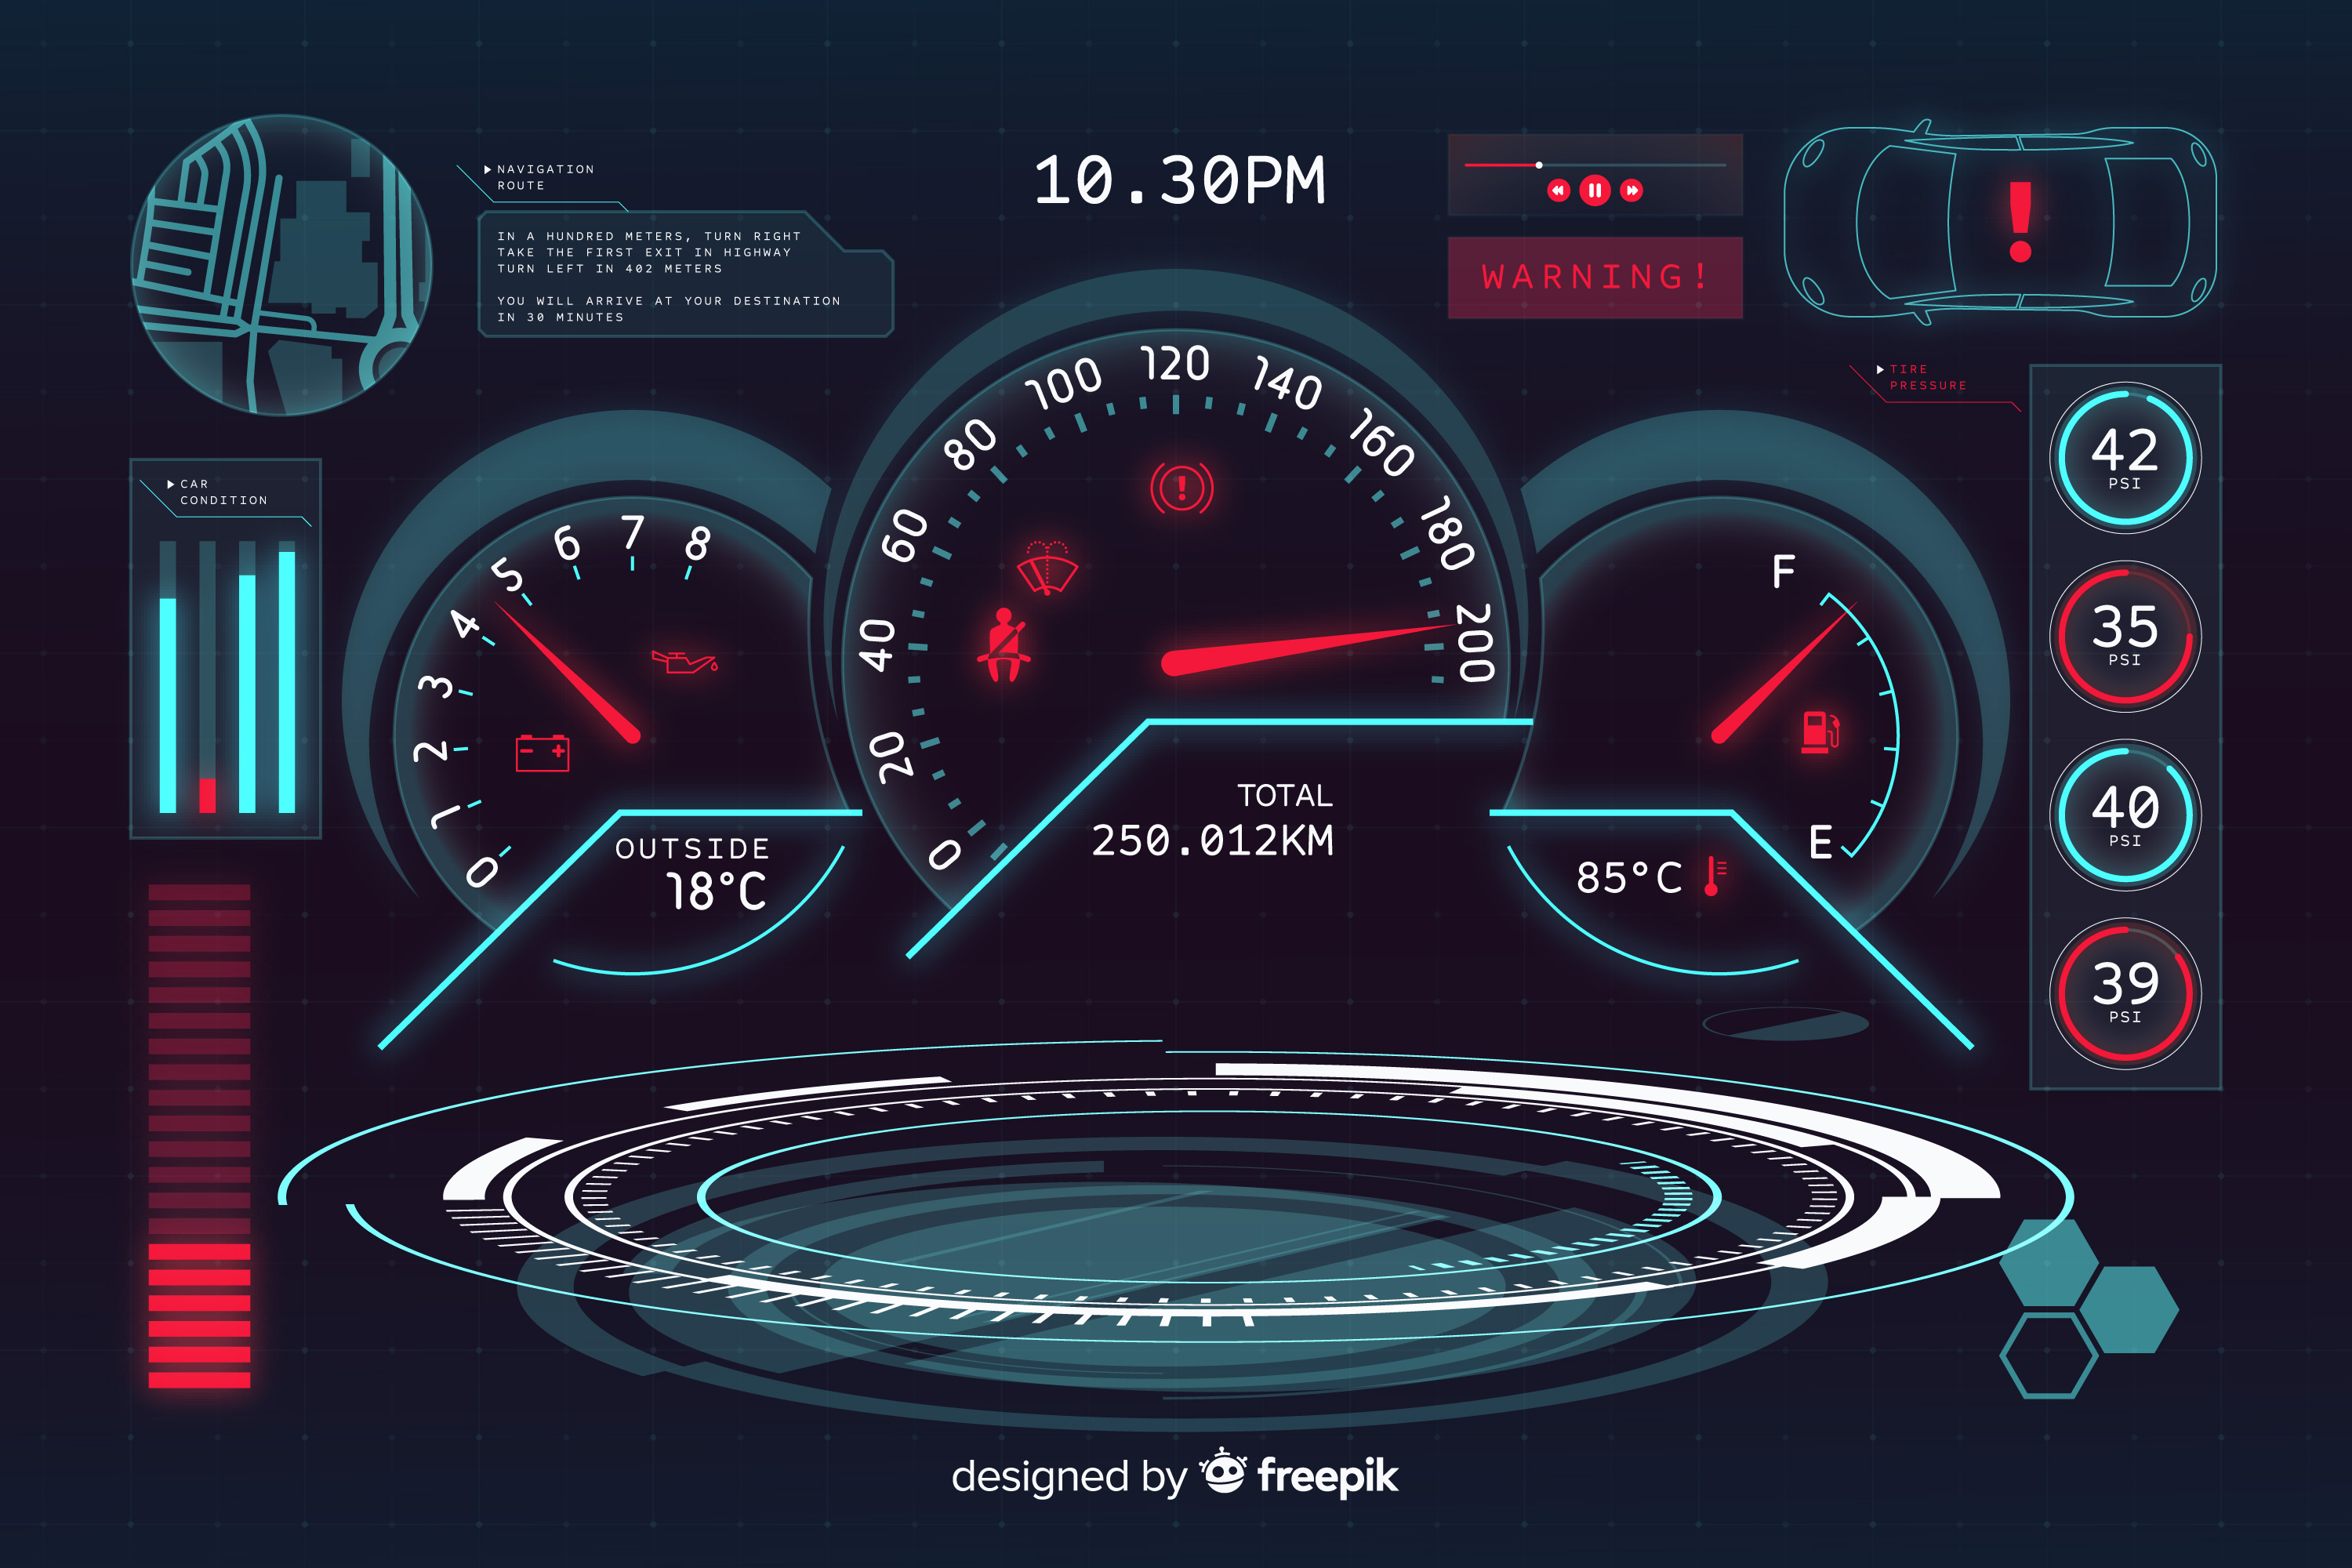 10.30PM
NAVIGATION
ROUTE
IN A HUNDRED METERS, TURN RIGHT
TAKE THE FIRST EXIT IN HIGHWAY
TURN LEFT IN 402 METERS
YOU WILL ARRIVE AT YOUR DESTINATION
IN 30 MINUTES
WARNING!
TIRE
PRESSURE
42
PSI
35
PSI
40
PSI
39
PSI
CAR
CONDITION
0
1
2
3
4
5
6
7
8
OUTSIDE
18°C
0
20
40
60
80
100
120
140
160
180
200
TOTAL
250.012KM
F
E
85°C
designed by freepik